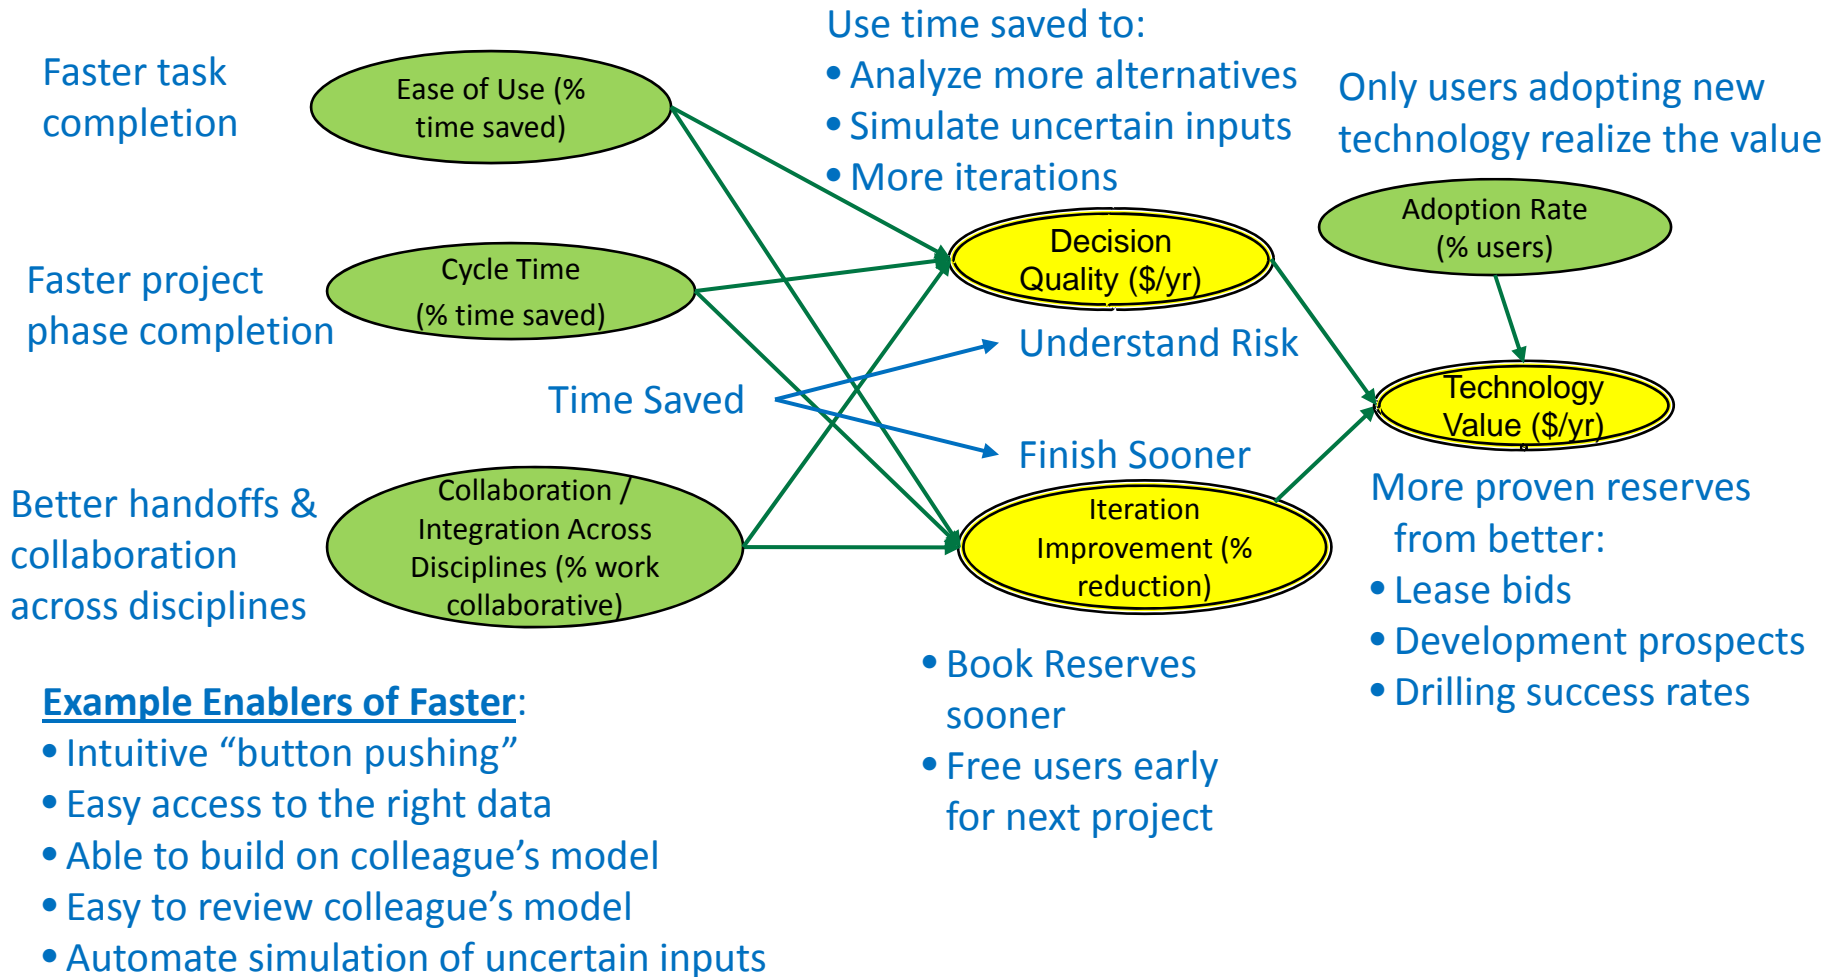 Faster task
completion
Ease of Use (%
time saved)
Use time saved to:
• Analyze more alternatives
• Simulate uncertain inputs
• More iterations
Only users adopting new
technology realize the value
Adoption Rate
(% users)
Faster project
phase completion
Cycle Time
(% time saved)
Decision
Quality ($/yr)
Time Saved
Understand Risk
Finish Sooner
Technology
Value ($/yr)
Better handoffs &
collaboration
across disciplines
Collaboration /
Integration Across
Disciplines (% work
collaborative)
Iteration
Improvement (%
reduction)
More proven reserves
from better:
• Lease bids
• Development prospects
• Drilling success rates
• Book Reserves
sooner
• Free users early
for next project
Example Enablers of Faster:
• Intuitive “button pushing”
• Easy access to the right data
• Able to build on colleague’s model
• Easy to review colleague’s model
• Automate simulation of uncertain inputs